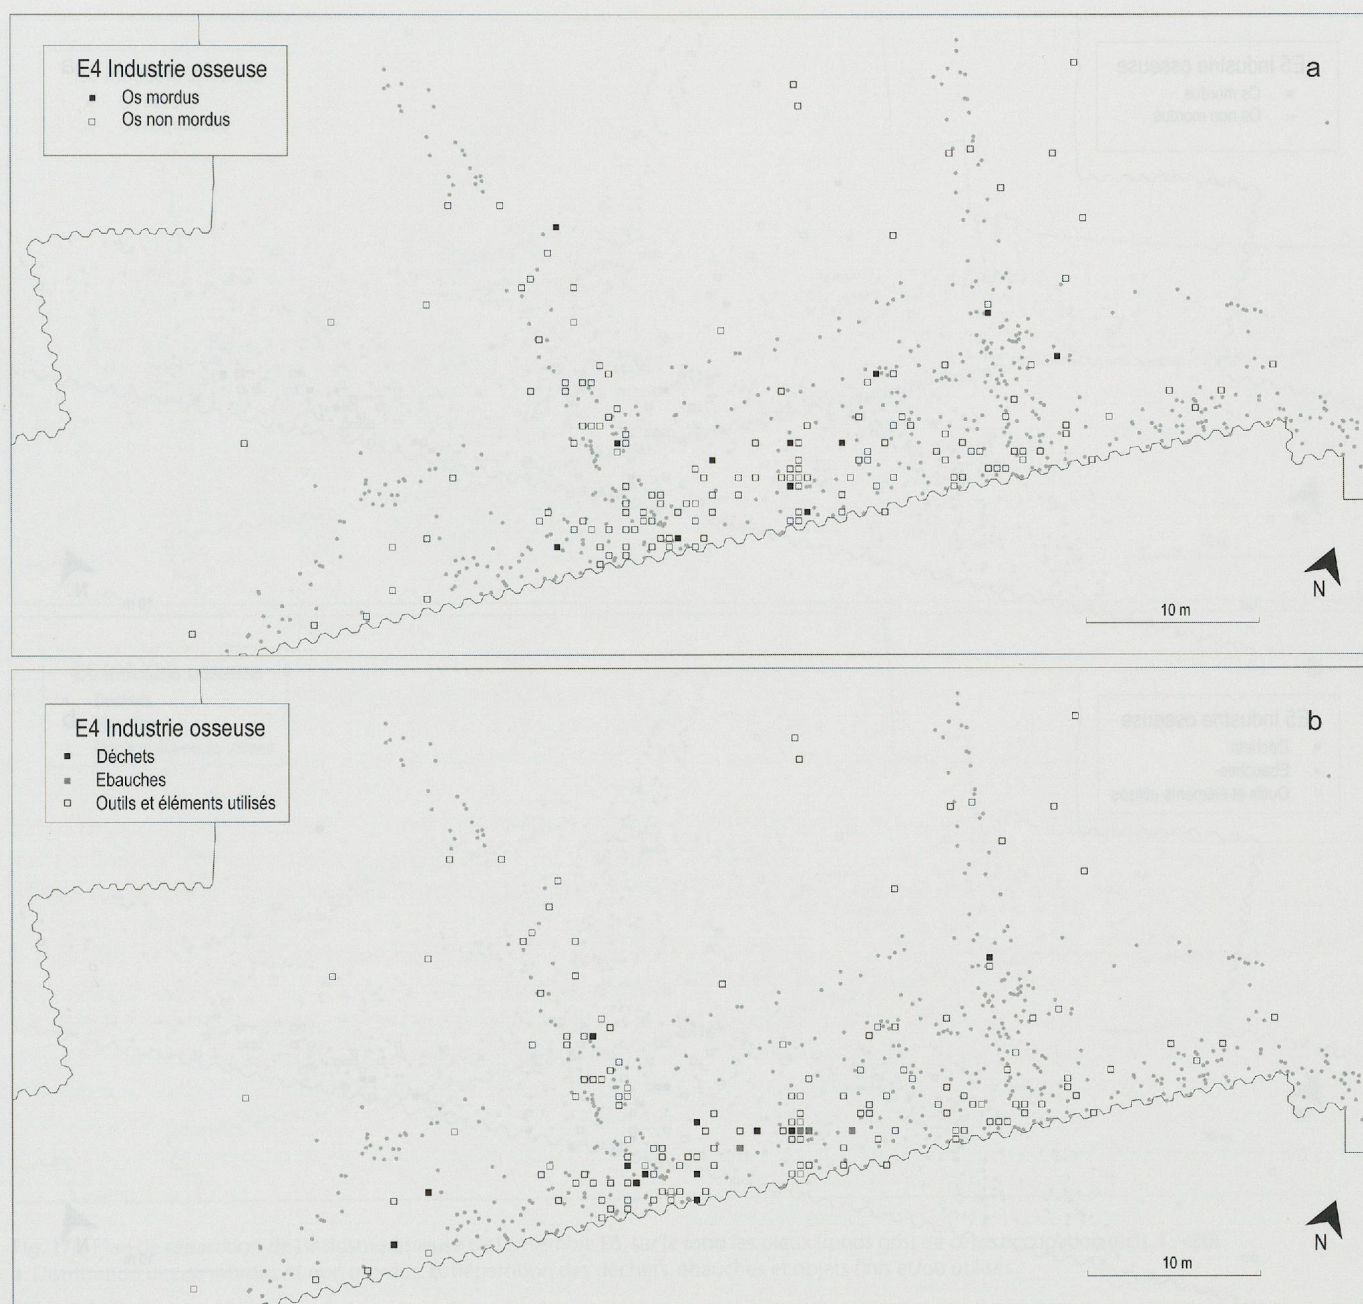 E4 Industrie osseuse
Os mordus
Os non mordus
a
N
10 m
E4 Industrie osseuse
Déchets
Ebauches
Outils et éléments utilisés
b
N
10 m